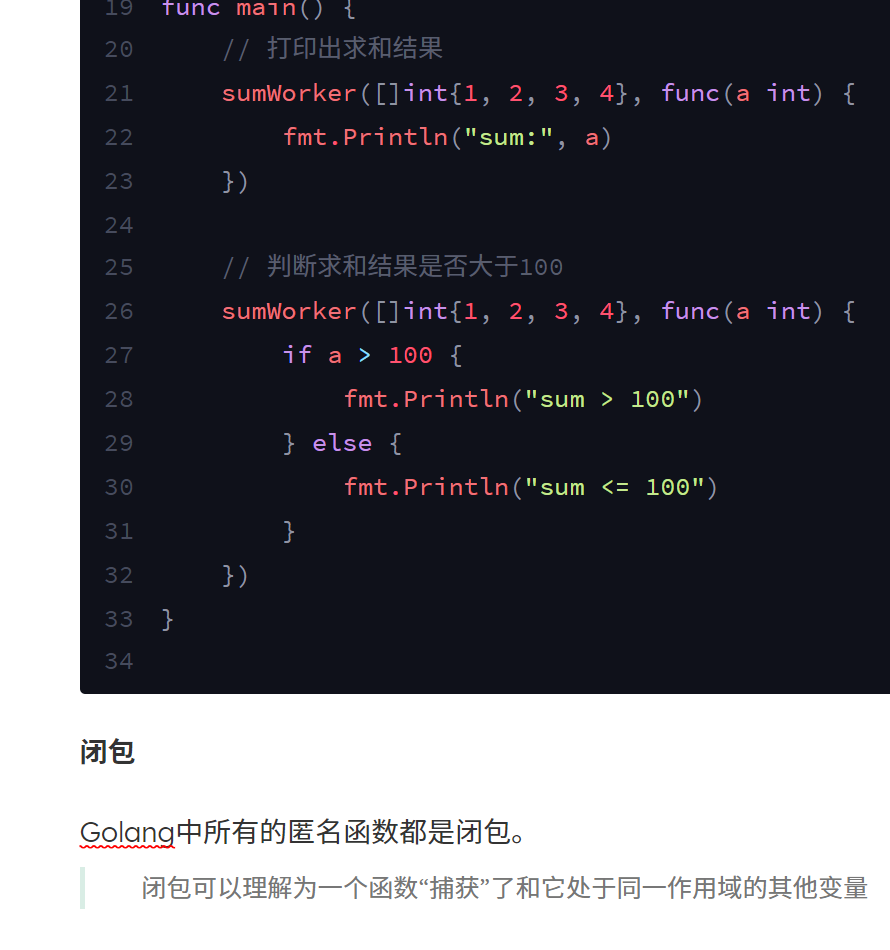 19 func main() {
20 // 打印出求和结果
21 sumWorker([]int{1, 2, 3, 4}, func(a int) {
22 fmt.Println("sum:", a)
23 })
24
25 // 判断求和结果是否大于100
26 sumWorker([]int{1, 2, 3, 4}, func(a int) {
27 if a > 100 {
28 fmt.Println("sum > 100")
29 } else {
30 fmt.Println("sum <= 100")
31 }
32 })
33 }
34
闭包
Golang中所有的匿名函数都是闭包。
闭包可以理解为一个函数“捕获”了和它处于同一作用域的其他变量